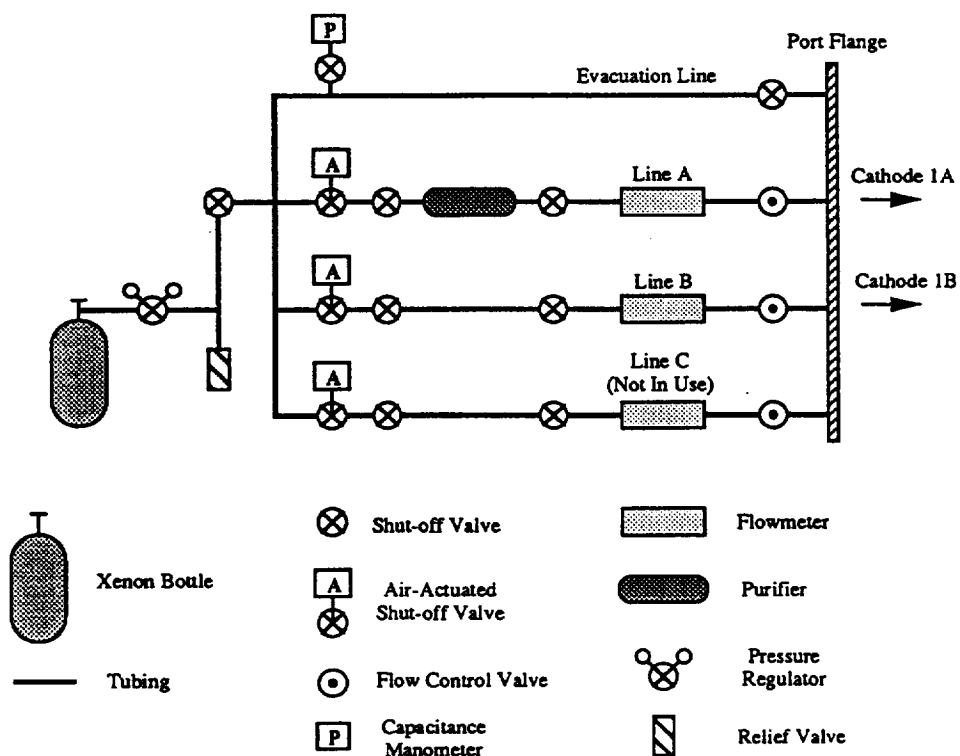 P
Port Flange
Evacuation Line
A
Line A
Cathode 1A
A
Line B
Cathode 1B
A
Line C
(Not In Use)
Xenon Bottle
Tubing
Shut-off Valve
A
Air-Actuated
Shut-off Valve
Flow Control Valve
P
Capacitance
Manometer
Flowmeter
Purifier
Pressure
Regulator
Relief Valve